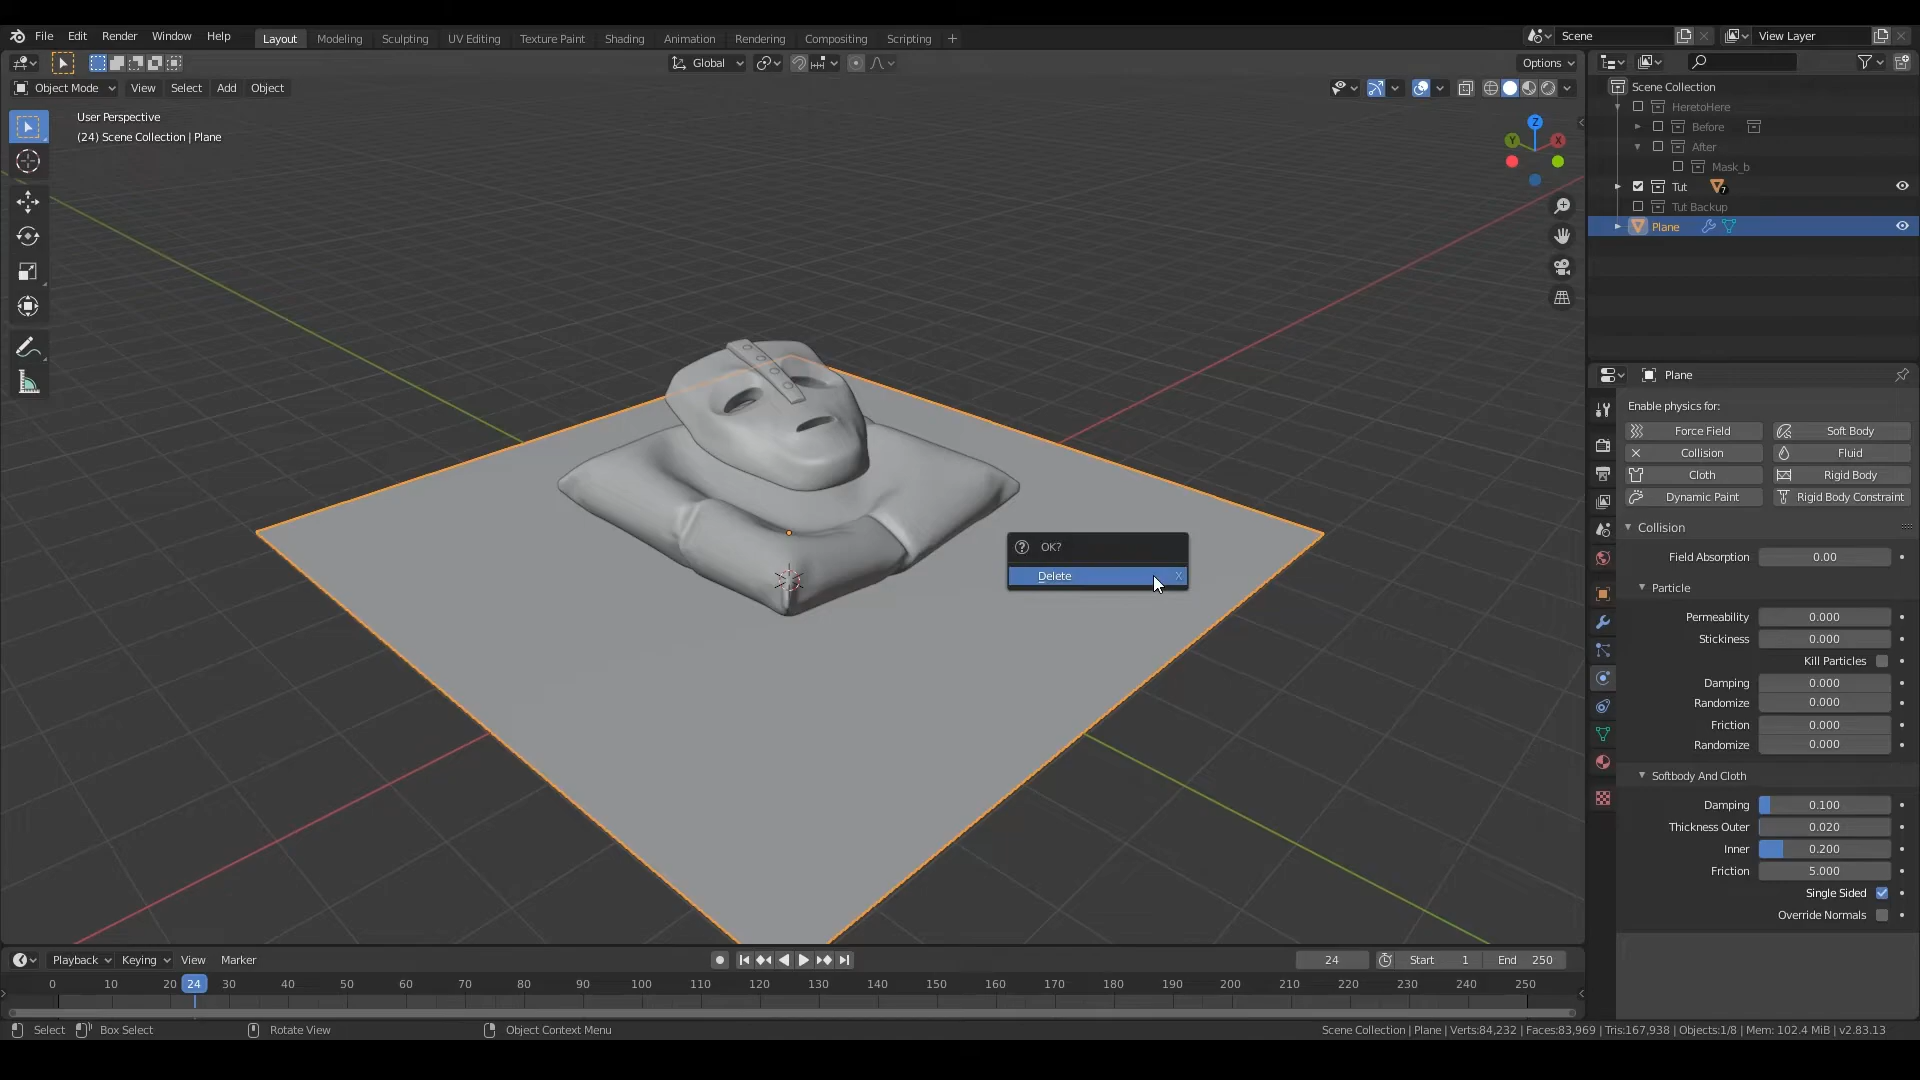 File Edit Render Window Help Layout Modeling Sculpting UV Editing Texture Paint Shading Animation Rendering Compositing Scripting + Scene View Layer
Global Options
Object Mode View Select Add Object
User Perspective
(24) Scene Collection | Plane
Z
Y
X
OK?
Delete X
Scene Collection
HeretoHere
Before
After
Mask_b
Tut 7
Tut Backup
Plane
Plane
Enable physics for:
Force Field Soft Body
Collision Fluid
Cloth Rigid Body
Dynamic Paint Rigid Body Constraint
Collision
Field Absorption 0.00
Particle
Permeability 0.000
Stickiness 0.000
Kill Particles
Damping 0.000
Randomize 0.000
Friction 0.000
Randomize 0.000
Softbody And Cloth
Damping 0.100
Thickness Outer 0.020
Inner 0.200
Friction 5.000
Single Sided
Override Normals
Playback Keying View Marker 24 Start 1 End 250
0 10 20 24 30 40 50 60 70 80 90 100 110 120 130 140 150 160 170 180 190 200 210 220 230 240 250
Select Box Select Rotate View Object Context Menu Scene Collection | Plane | Verts:84,232 | Faces:83,969 | Tris:167,938 | Objects:1/8 | Mem: 102.4 MiB | v2.83.13